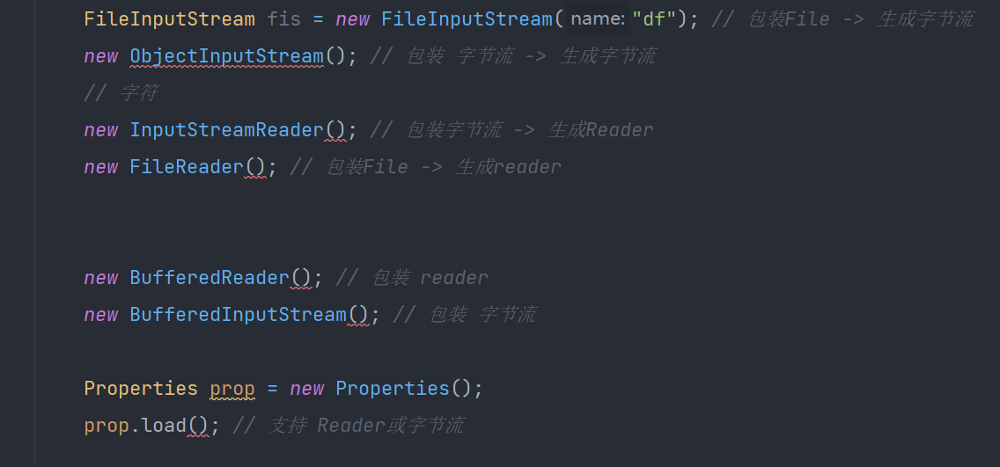 FileInputStream fis = new FileInputStream( name: "df"); // 包装File -> 生成字节流
new ObjectInputStream(); // 包装 字节流 -> 生成字节流
// 字符
new InputStreamReader(); // 包装字节流 -> 生成Reader
new FileReader(); // 包装File -> 生成reader
new BufferedReader(); // 包装 reader
new BufferedInputStream(); // 包装 字节流
Properties prop = new Properties();
prop.load(); // 支持 Reader或字节流